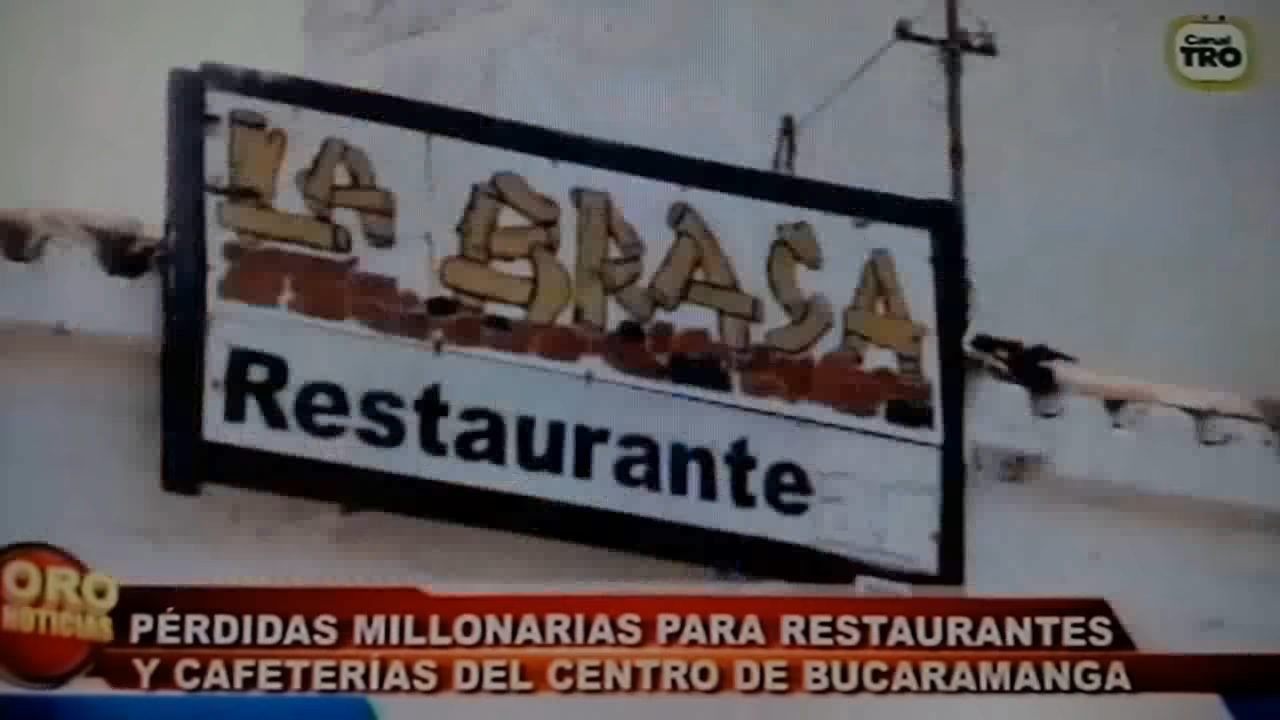 Canal
TRO
LA BRASA
Restaurante
ORO
NOTICIAS
PÉRDIDAS MILLONARIAS PARA RESTAURANTES
Y CAFETERÍAS DEL CENTRO DE BUCARAMANGA